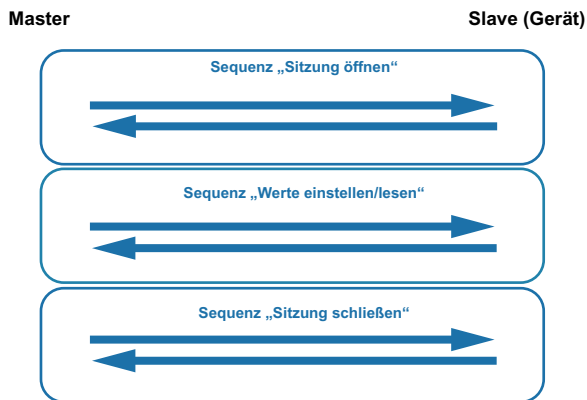 Master Slave (Gerät)
Sequenz „Sitzung öffnen“
Sequenz „Werte einstellen/lesen“
Sequenz „Sitzung schließen“